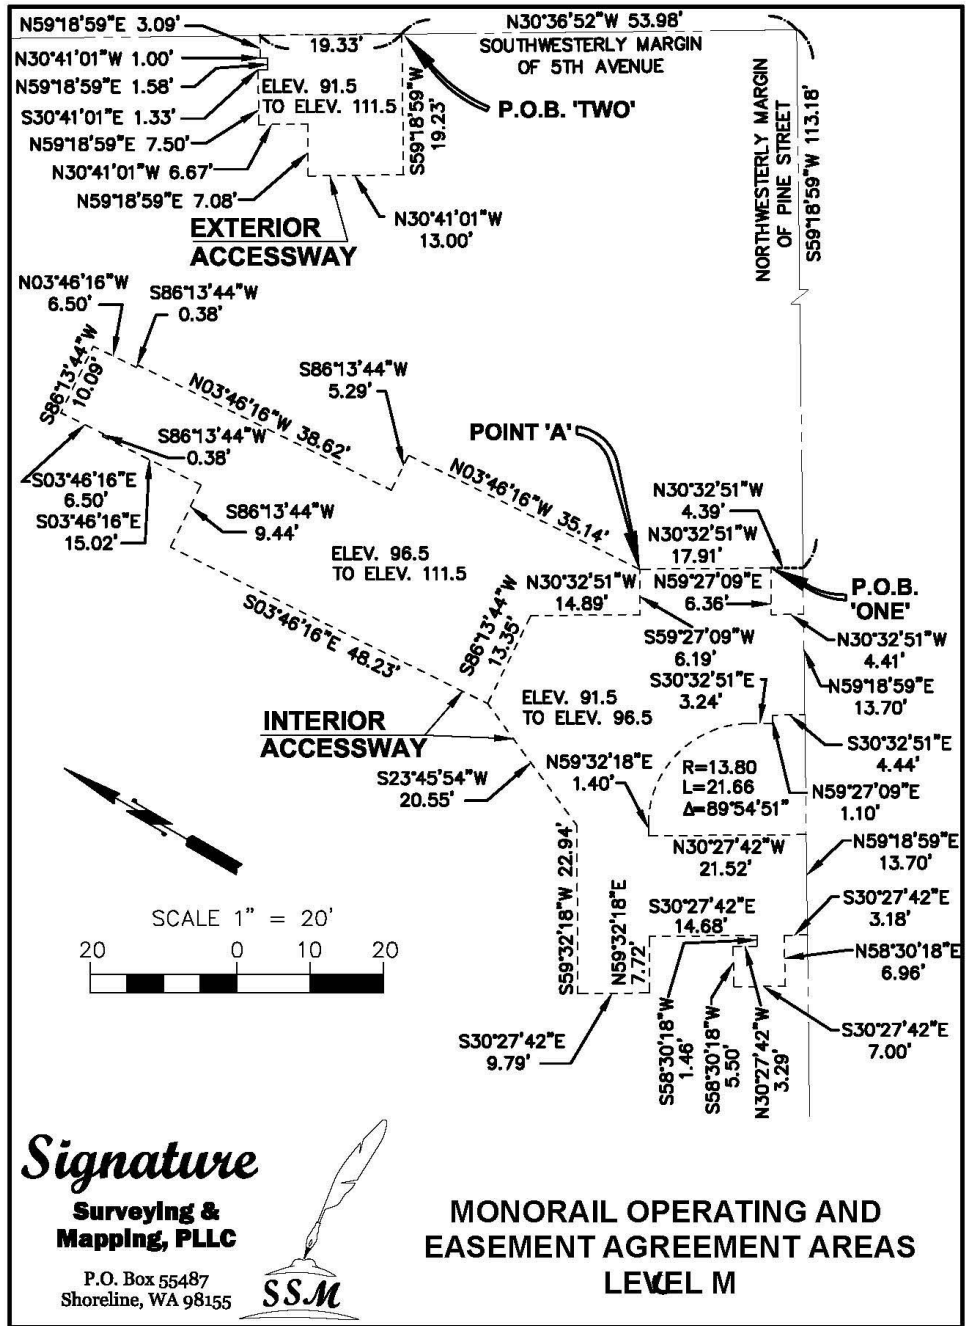 N59°18'59"E 3.09'
N30°41'01"W 1.00'
N59°18'59"E 1.58'
S30°41'01"E 1.33'
N59°18'59"E 7.50'
N30°41'01"W 6.67'
N59°18'59"E 7.08'
19.33'
ELEV. 91.5
TO ELEV. 111.5
S59°18'59"W
19.23'
N30°36'52"W 53.98'
SOUTHWESTERLY MARGIN
OF 5TH AVENUE
P.O.B. 'TWO'
NORTHWESTERLY MARGIN
OF PINE STREET
S59°18'59"W 113.18'
N30°41'01"W
13.00'
EXTERIOR
ACCESSWAY
N03°46'16"W
6.50'
S86°13'44"W
0.38'
S86°13'44"W
10.09'
N03°46'16"W 38.62'
S86°13'44"W
5.29'
S86°13'44"W
0.38'
S03°46'16"E
6.50'
S03°46'16"E
15.02'
S86°13'44"W
9.44'
POINT 'A'
N03°46'16"W 35.14'
N30°32'51"W
4.39'
N30°32'51"W
17.91'
ELEV. 96.5
TO ELEV. 111.5
N30°32'51"W
14.89'
N59°27'09"E
6.36'
P.O.B.
'ONE'
S03°46'16"E 48.23'
S86°13'44"W
13.35'
S59°27'09"W
6.19'
N30°32'51"W
4.41'
S30°32'51"E
3.24'
N59°18'59"E
13.70'
ELEV. 91.5
TO ELEV. 96.5
INTERIOR
ACCESSWAY
S30°32'51"E
4.44'
N59°32'18"E
1.40'
R=13.80
L=21.66
Δ=89°54'51"
N59°27'09"E
1.10'
S23°45'54"W
20.55'
N30°27'42"W
21.52'
N59°18'59"E
13.70'
S59°32'18"W 22.94'
N59°32'18"E
7.72'
S30°27'42"E
14.68'
S30°27'42"E
3.18'
N58°30'18"E
6.96'
SCALE 1" = 20'
20 0 10 20
S30°27'42"E
9.79'
S58°30'18"W
1.46'
S58°30'18"W
5.50'
N30°27'42"W
3.29'
S30°27'42"E
7.00'
Signature
Surveying &
Mapping, PLLC
P.O. Box 55487
Shoreline, WA 98155
SSM
MONORAIL OPERATING AND
EASEMENT AGREEMENT AREAS
LEVEL M